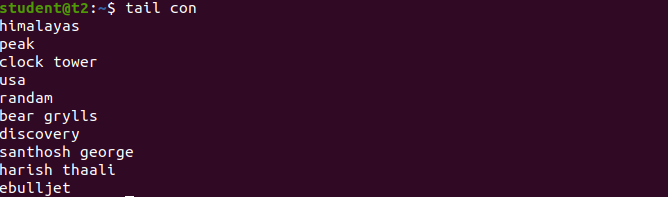 student@t2:~$ tail con
himalayas
peak
clock tower
usa
randam
bear grylls
discovery
santhosh george
harish thaali
ebulljet